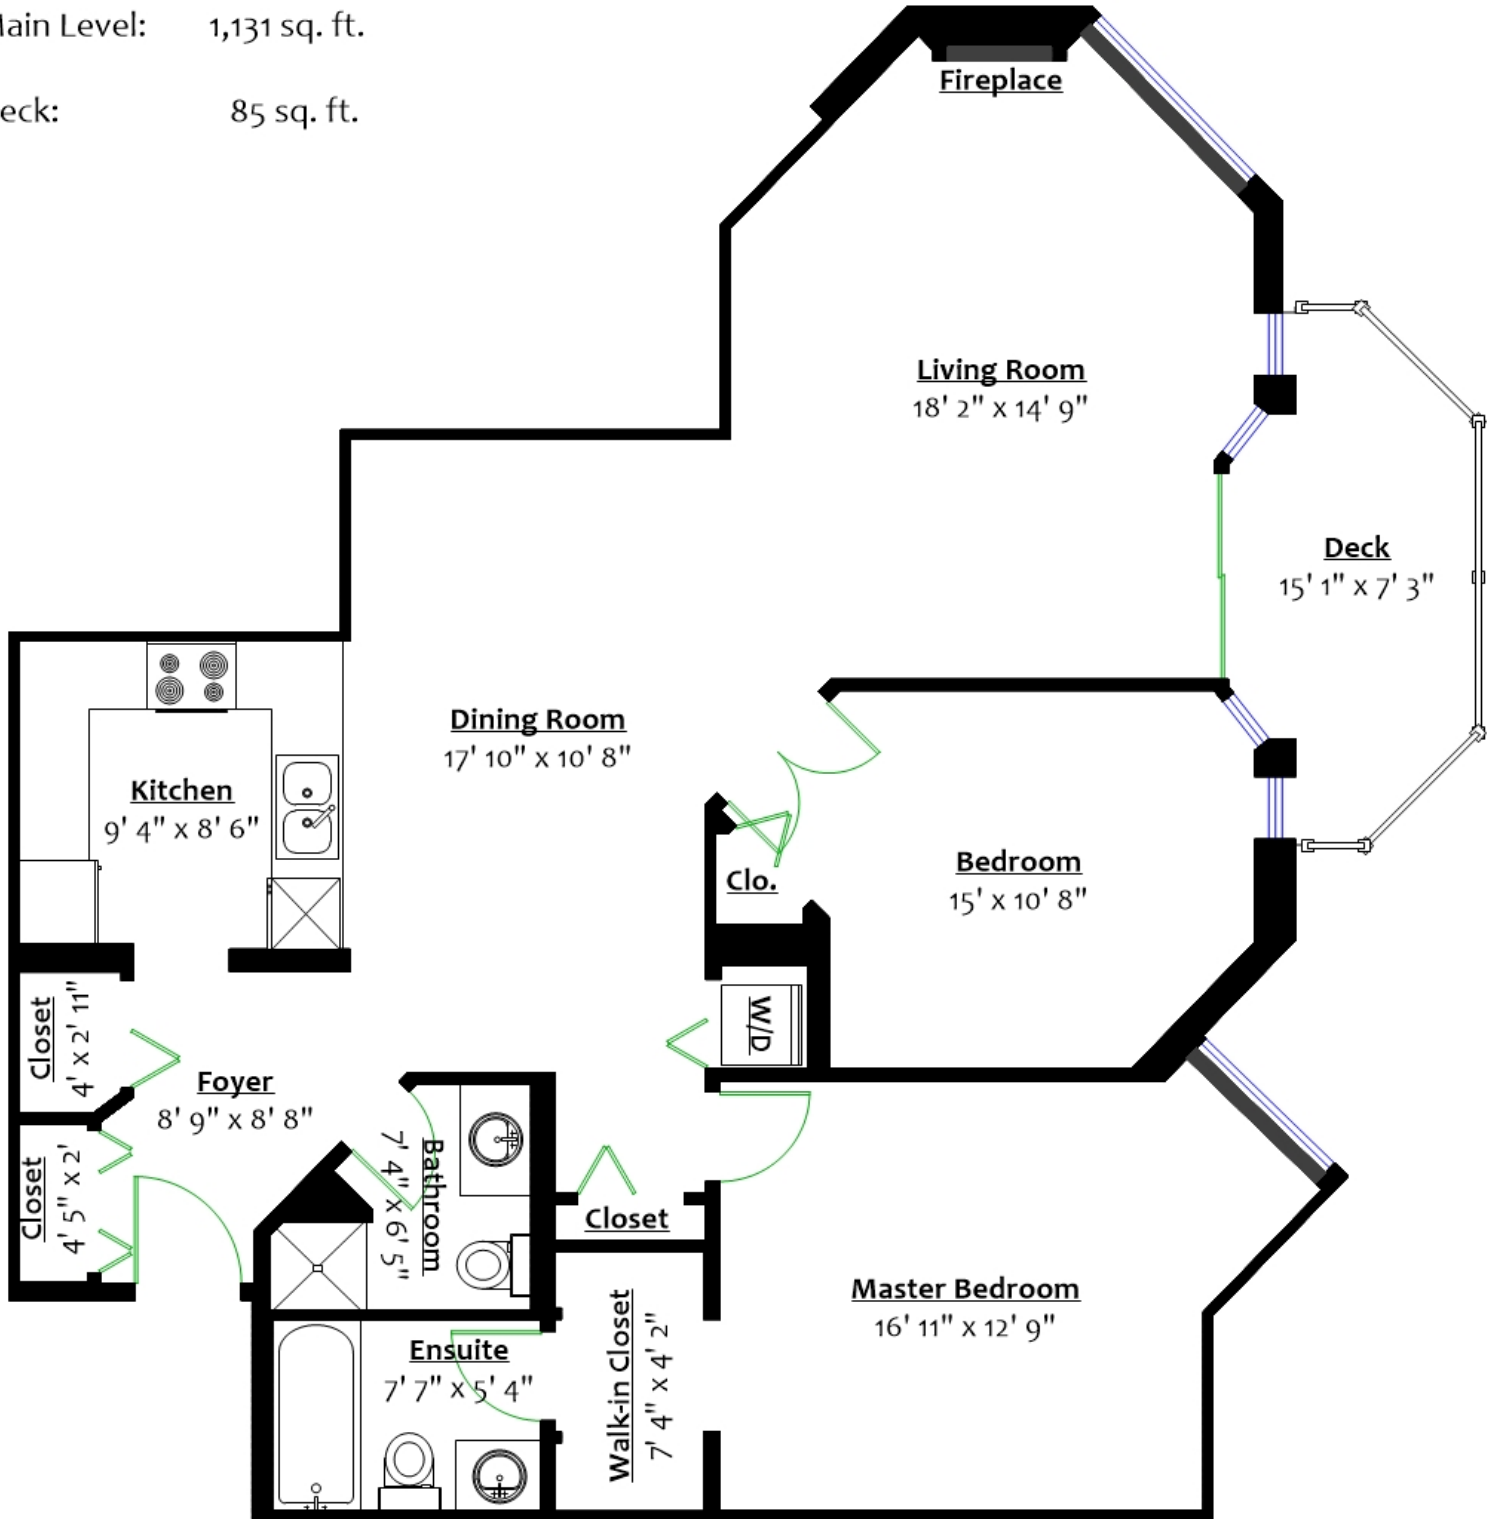 Main Level: 1,131 sq. ft.
eck: 85 sq. ft.
Fireplace
Living Room
18' 2" x 14' 9"
Deck
15' 1" x 7' 3"
Dining Room
17' 10" x 10' 8"
Kitchen
9' 4" x 8' 6"
Bedroom
15' x 10' 8"
Clo.
Closet
4' x 2' 11"
W/D
Foyer
8' 9" x 8' 8"
Closet
4' 5" x 2'
Bathroom
7' 4" x 6' 5"
Closet
Master Bedroom
16' 11" x 12' 9"
Ensuite
7' 7" x 5' 4"
Walk-in Closet
7' 4" x 4' 2"